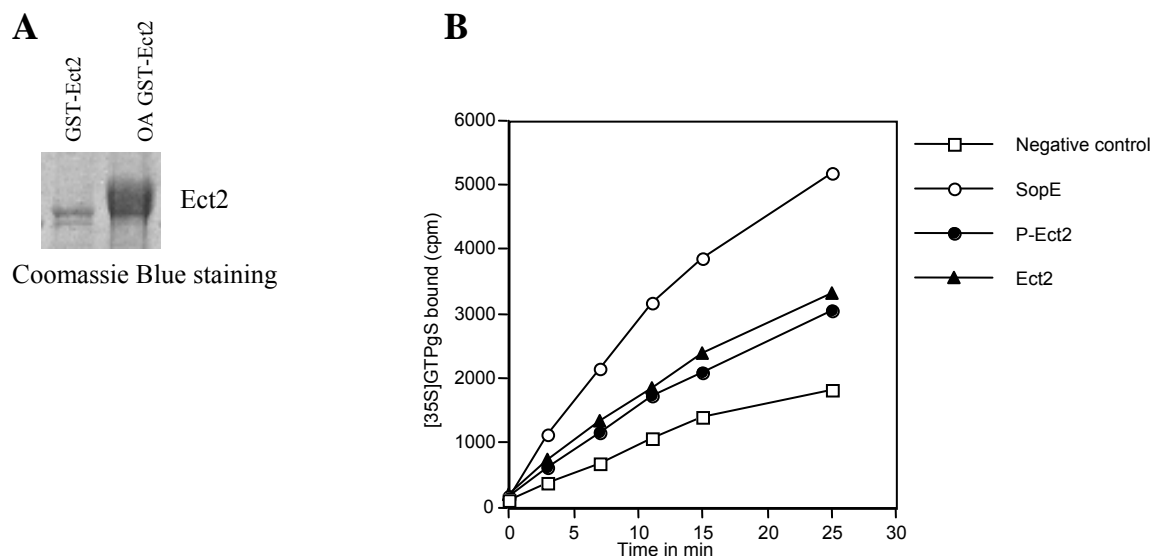 A
GST-Ect2
OA GST-Ect2
Ect2
Coomassie Blue staining
B
6000
5000
4000
3000
2000
1000
0
[35S]GTPgS bound (cpm)
0 5 10 15 20 25 30
Time in min
Negative control
SopE
P-Ect2
Ect2